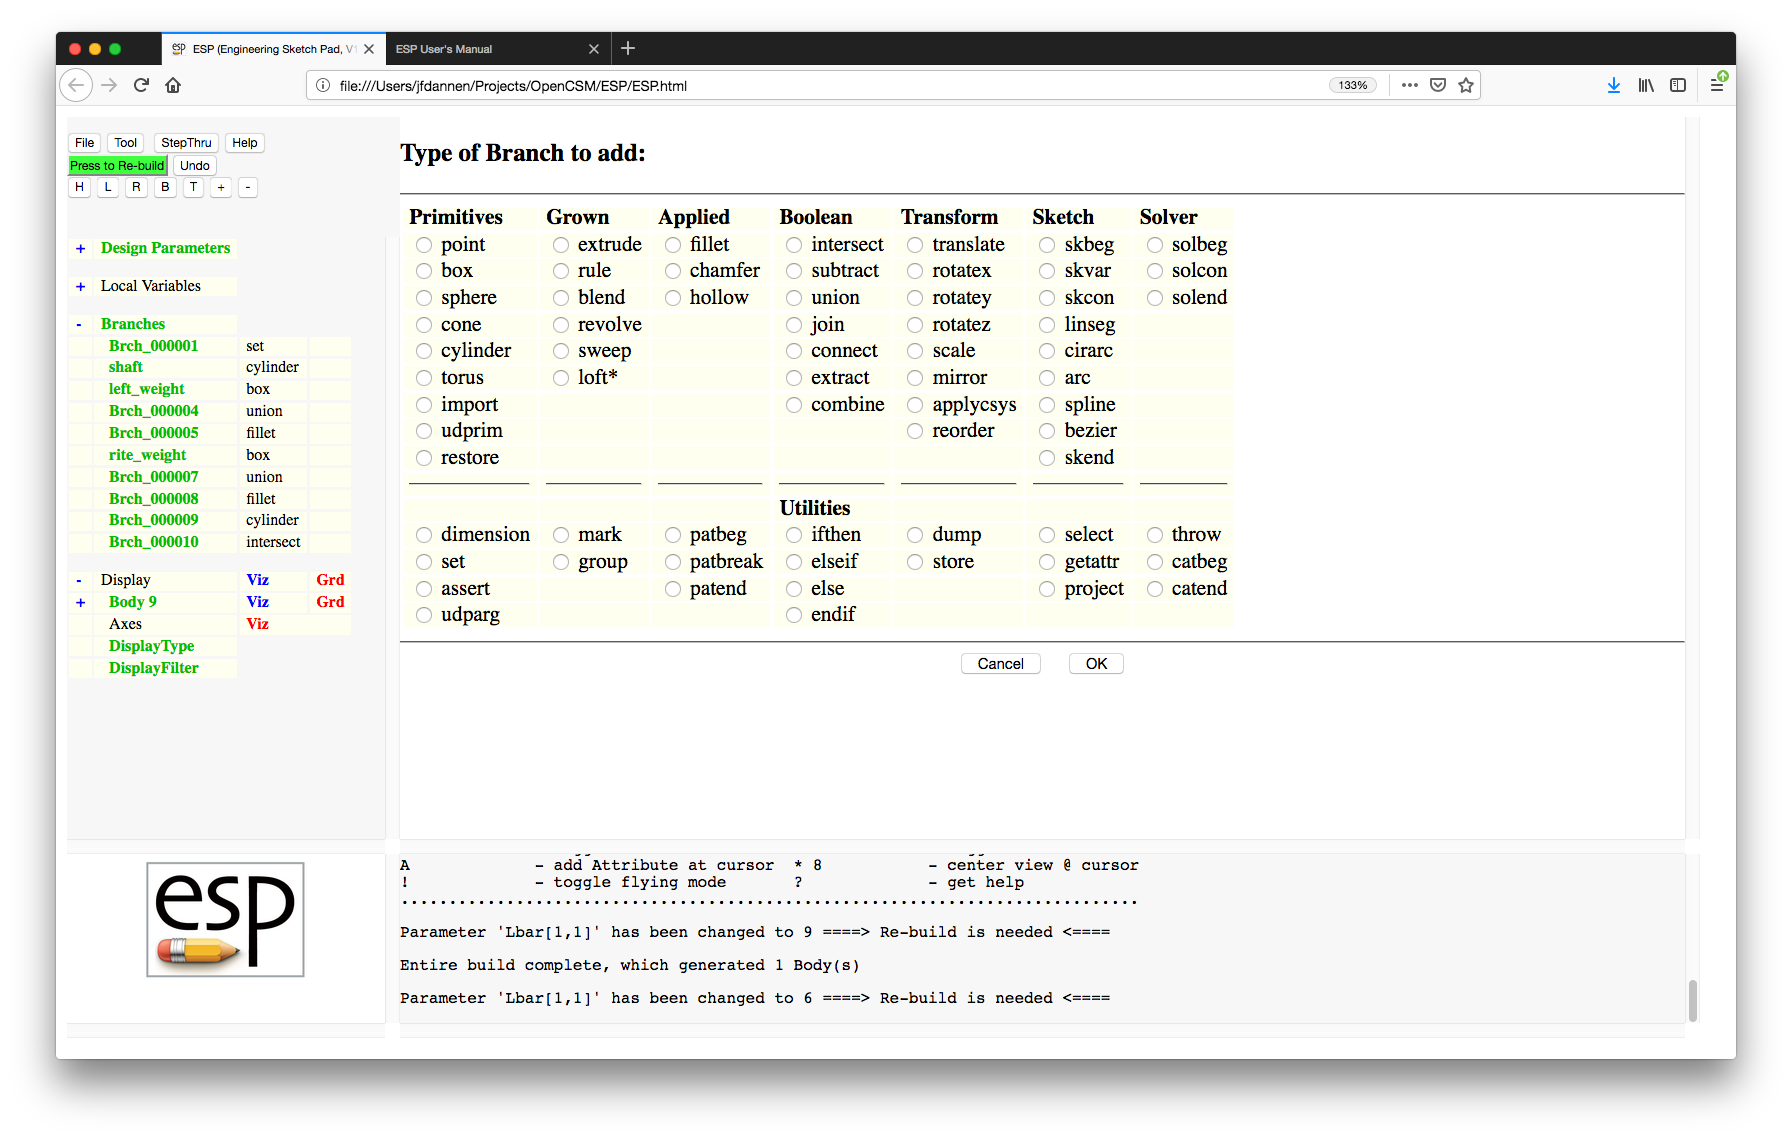 ESP (Engineering Sketch Pad, V1
ESP User's Manual
file:///Users/jfdannen/Projects/OpenCSM/ESP/ESP.html
133%
File Tool StepThru Help
Press to Re-build Undo
H L R B T + -
+ Design Parameters
+ Local Variables
- Branches
Brch_000001 set
shaft cylinder
left_weight box
Brch_000004 union
Brch_000005 fillet
rite_weight box
Brch_000007 union
Brch_000008 fillet
Brch_000009 cylinder
Brch_000010 intersect
- Display Viz Grd
+ Body 9 Viz Grd
Axes Viz
DisplayType
DisplayFilter
Type of Branch to add:
Primitives Grown Applied Boolean Transform Sketch Solver
point extrude fillet intersect translate skbeg solbeg
box rule chamfer subtract rotatex skvar solcon
sphere blend hollow union rotatey skcon solend
cone revolve join rotatez linseg
cylinder sweep connect scale cirarc
torus loft* extract mirror arc
import combine applycsys spline
udprim reorder bezier
restore skend
Utilities
dimension mark patbeg ifthen dump select throw
set group patbreak elseif store getattr catbeg
assert patend else project catend
udparg endif
Cancel OK
esp
A - add Attribute at cursor * 8 - center view @ cursor
! - toggle flying mode ? - get help
.............................................................................
Parameter 'Lbar[1,1]' has been changed to 9 ====> Re-build is needed <====
Entire build complete, which generated 1 Body(s)
Parameter 'Lbar[1,1]' has been changed to 6 ====> Re-build is needed <====